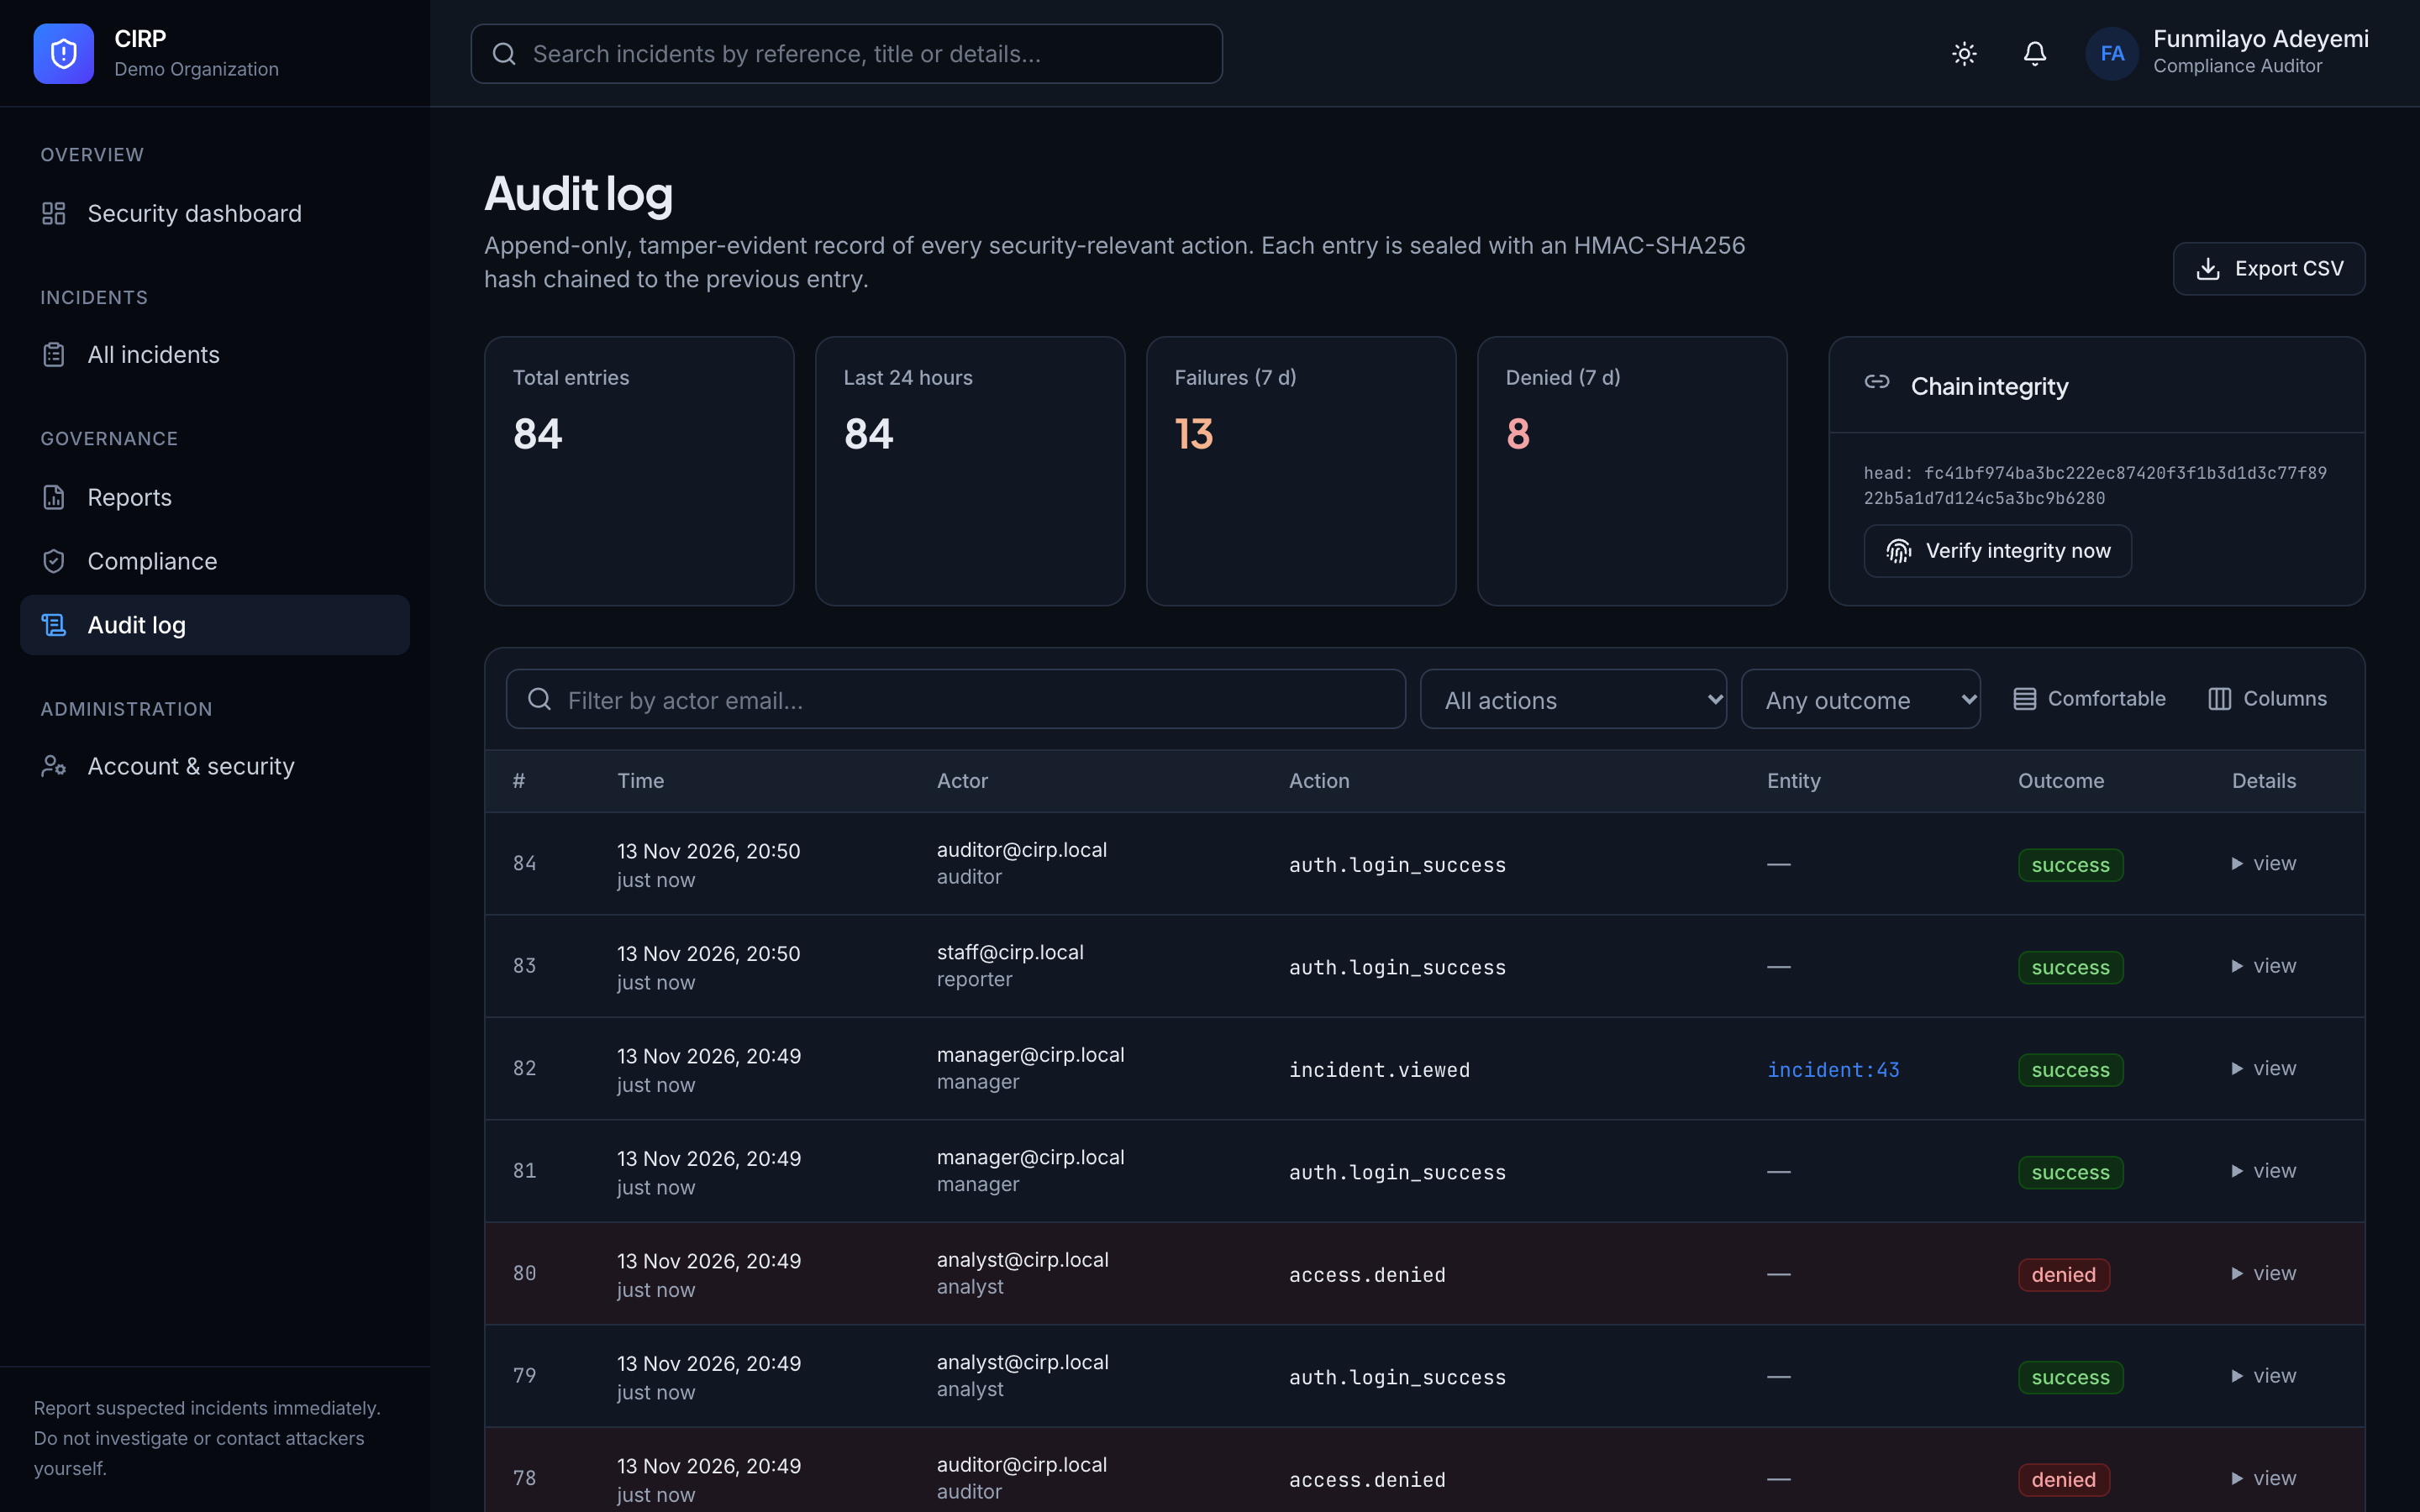 CIRP
Demo Organization
Search incidents by reference, title or details...
FA
Funmilayo Adeyemi
Compliance Auditor
OVERVIEW
Security dashboard
INCIDENTS
All incidents
GOVERNANCE
Reports
Compliance
Audit log
ADMINISTRATION
Account & security
Report suspected incidents immediately.
Do not investigate or contact attackers
yourself.
Audit log
Append-only, tamper-evident record of every security-relevant action. Each entry is sealed with an HMAC-SHA256
hash chained to the previous entry.
Export CSV
Total entries
84
Last 24 hours
84
Failures (7 d)
13
Denied (7 d)
8
Chain integrity
head: fc41bf974ba3bc222ec87420f3f1b3d1d3c77f89
22b5a1d7d124c5a3bc9b6280
Verify integrity now
Filter by actor email...
All actions
Any outcome
Comfortable
Columns
# Time Actor Action Entity Outcome Details
84 13 Nov 2026, 20:50 auditor@cirp.local auth.login_success — success view
just now auditor
83 13 Nov 2026, 20:50 staff@cirp.local auth.login_success — success view
just now reporter
82 13 Nov 2026, 20:49 manager@cirp.local incident.viewed incident:43 success view
just now manager
81 13 Nov 2026, 20:49 manager@cirp.local auth.login_success — success view
just now manager
80 13 Nov 2026, 20:49 analyst@cirp.local access.denied — denied view
just now analyst
79 13 Nov 2026, 20:49 analyst@cirp.local auth.login_success — success view
just now analyst
78 13 Nov 2026, 20:49 auditor@cirp.local access.denied — denied view
just now auditor